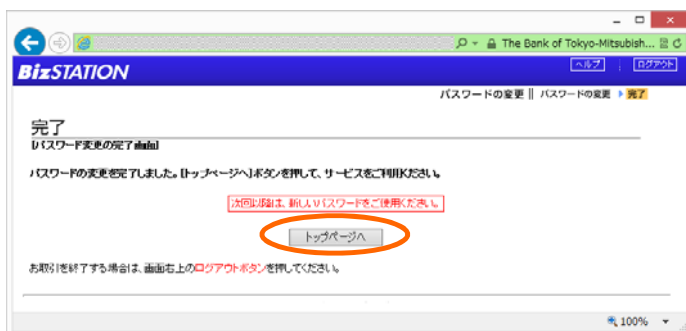 The Bank of Tokyo-Mitsubish...
BizSTATION
ヘルプ
ログアウト
パスワードの変更 || パスワードの変更 ▶ 完了
完了
[パスワード変更の完了画面]
パスワードの変更を完了しました。[トップページへ]ボタンを押して、サービスをご利用ください。
次回以降は、新しいパスワードをご使用ください。
トップページへ
お取引を終了する場合は、画面右上のログアウトボタンを押してください。
100%